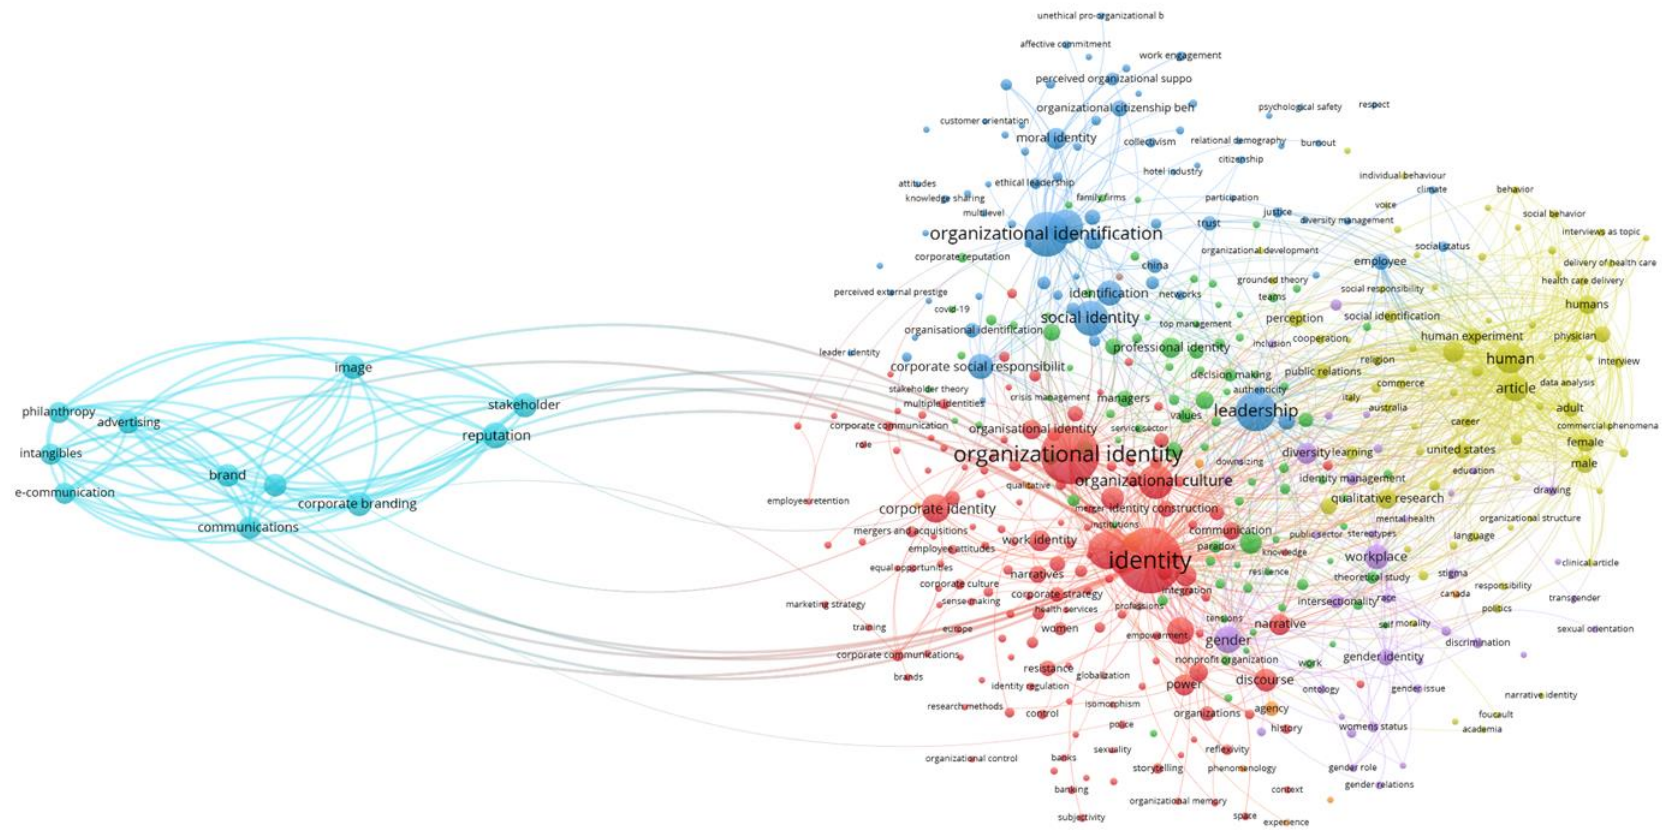 unethical pro-organizational b
affective commitment
work engagement
perceived organizational suppo
organizational citizenship beh
psychological safety
respect
customer orientation
moral identity
collectivism
relational demography
burnout
citizenship
hotel industry
individual behaviour
attitudes
ethical leadership
climate
behavior
knowledge sharing
family firms
participation
voice
multilevel
justice
diversity management
social behavior
trust
organizational identification
interviews as topic
social status
organizational development
corporate reputation
employee
delivery of health care
china
grounded theory
health care delivery
perceived external prestige
identification
networks
teams
social responsibility
humans
covid-19
social identity
perception
social identification
top management
organisational identification
cooperation
human experiment
physician
inclusion
leader identity
professional identity
religion
human
interview
image
corporate social responsibilit
decision making
public relations
commerce
article
data analysis
stakeholder theory
authenticity
crisis management
managers
italy
multiple identities
stakeholder
philanthropy
values
leadership
australia
adult
advertising
corporate communication
organisational identity
service sector
career
commercial phenomena
reputation
role
female
intangibles
organizational identity
diversity
learning
united states
male
downsizing
brand
organizational culture
identity management
education
e-communication
qualitative
drawing
employee retention
qualitative research
corporate branding
corporate identity
merger
identity construction
mental health
organizational structure
communications
institutions
mergers and acquisitions
communication
public sector
stereotypes
language
work identity
employee attitudes
paradox
knowledge
workplace
identity
clinical article
equal opportunities
narratives
resilience
theoretical study
stigma
corporate culture
responsibility
corporate strategy
integration
canada
sense making
intersectionality
race
transgender
marketing strategy
health services
professions
politics
tensions
training
europe
women
narrative
self
morality
sexual orientation
empowerment
gender
discrimination
corporate communications
nonprofit organization
work
gender identity
resistance
brands
globalization
power
discourse
identity regulation
ontology
gender issue
narrative identity
research methods
isomorphism
agency
control
organizations
foucault
police
history
womens status
academia
organizational control
banks
sexuality
reflexivity
storytelling
phenomenology
gender role
gender relations
banking
context
organizational memory
subjectivity
space
experience